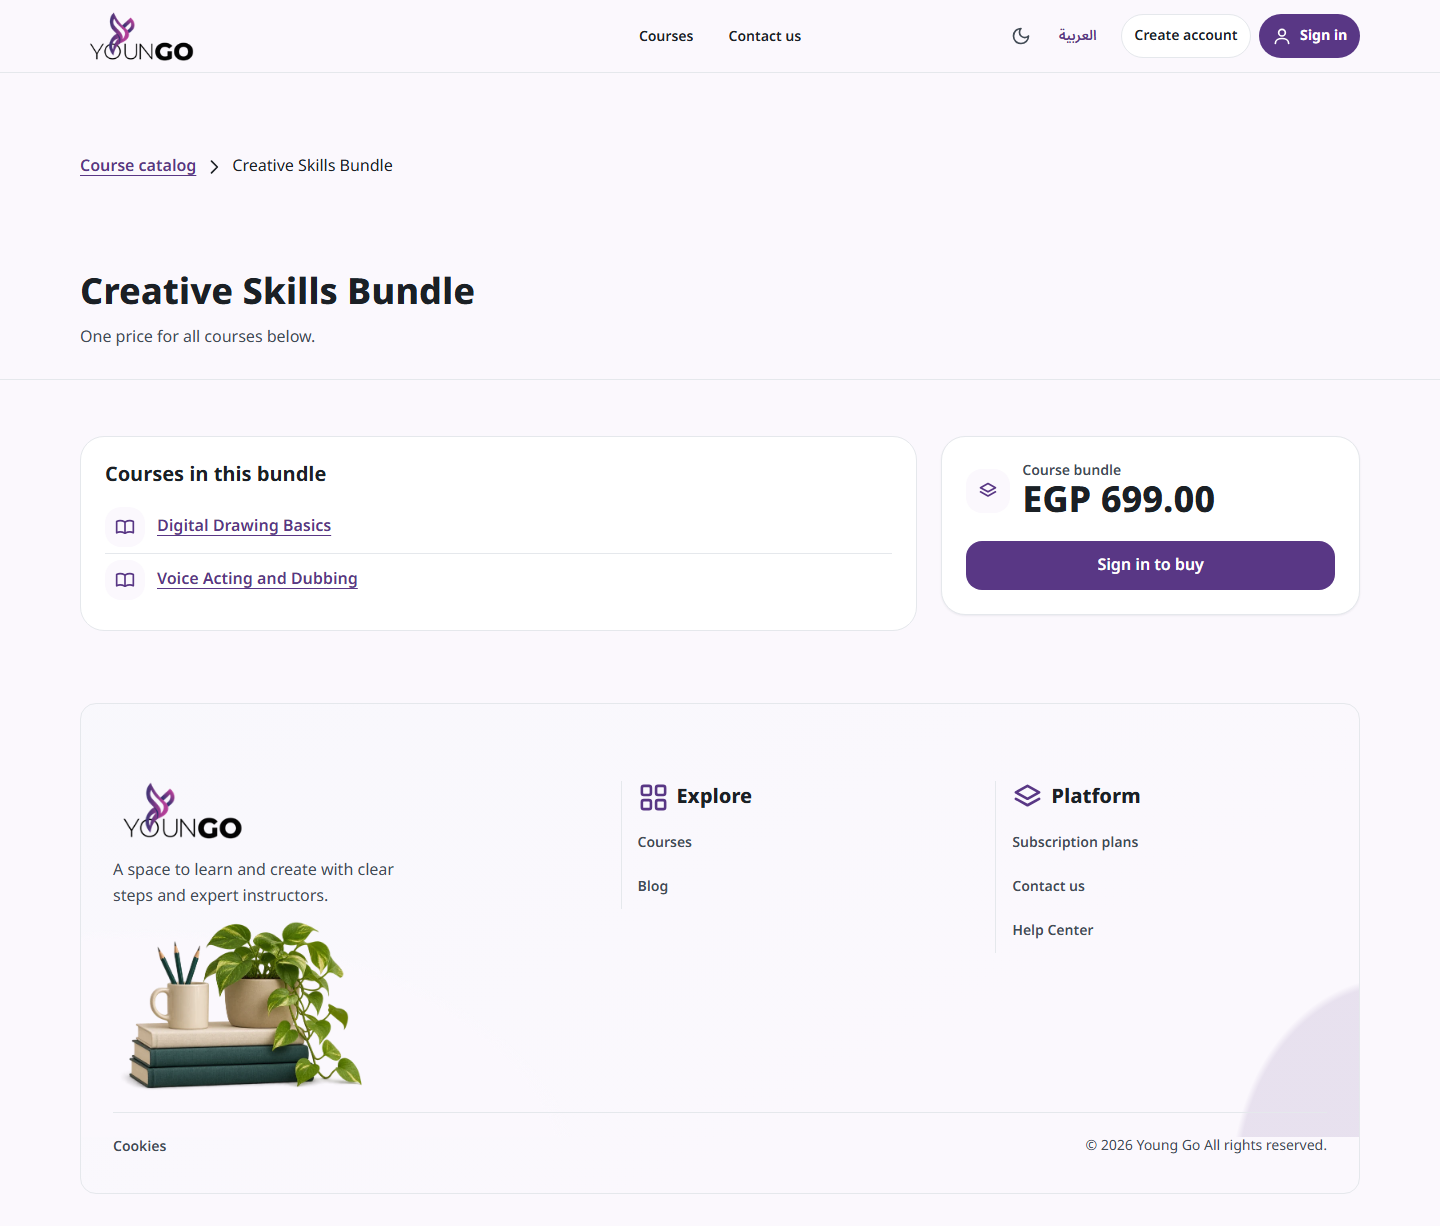 YOUNGO
Courses
Contact us
العربية
Create account
Sign in
Course catalog
Creative Skills Bundle
Creative Skills Bundle
One price for all courses below.
Courses in this bundle
Digital Drawing Basics
Voice Acting and Dubbing
Course bundle
EGP 699.00
Sign in to buy
YOUNGO
A space to learn and create with clear
steps and expert instructors.
Explore
Courses
Blog
Platform
Subscription plans
Contact us
Help Center
Cookies
© 2026 Young Go All rights reserved.